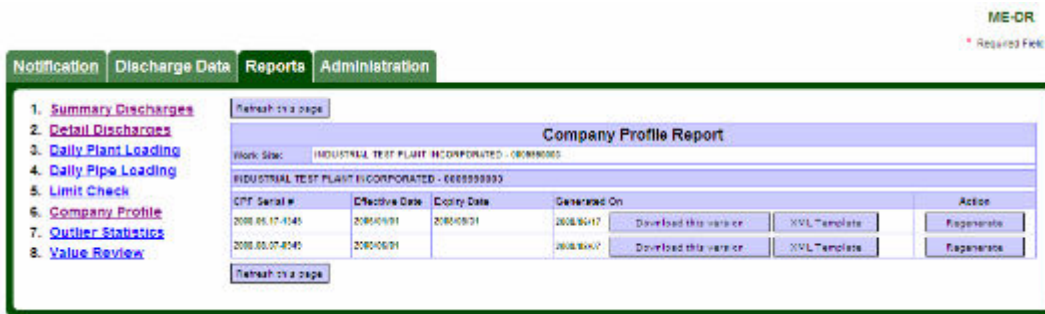 ME-DR
* Required Field
Notification Discharge Data Reports Administration
1. Summary Discharges
2. Detail Discharges
3. Daily Plant Loading
4. Daily Pipe Loading
5. Limit Check
6. Company Profile
7. Outlier Statistics
8. Value Review
Refresh this page
Company Profile Report
Work Site: INDUSTRIAL TEST PLANT INCORPORATED -
INDUSTRIAL TEST PLANT INCORPORATED -
CPF Serial # Effective Date Expiry Date Generated On Action
Download this version XML Template Regenerate
Download this version XML Template Regenerate
Refresh this page